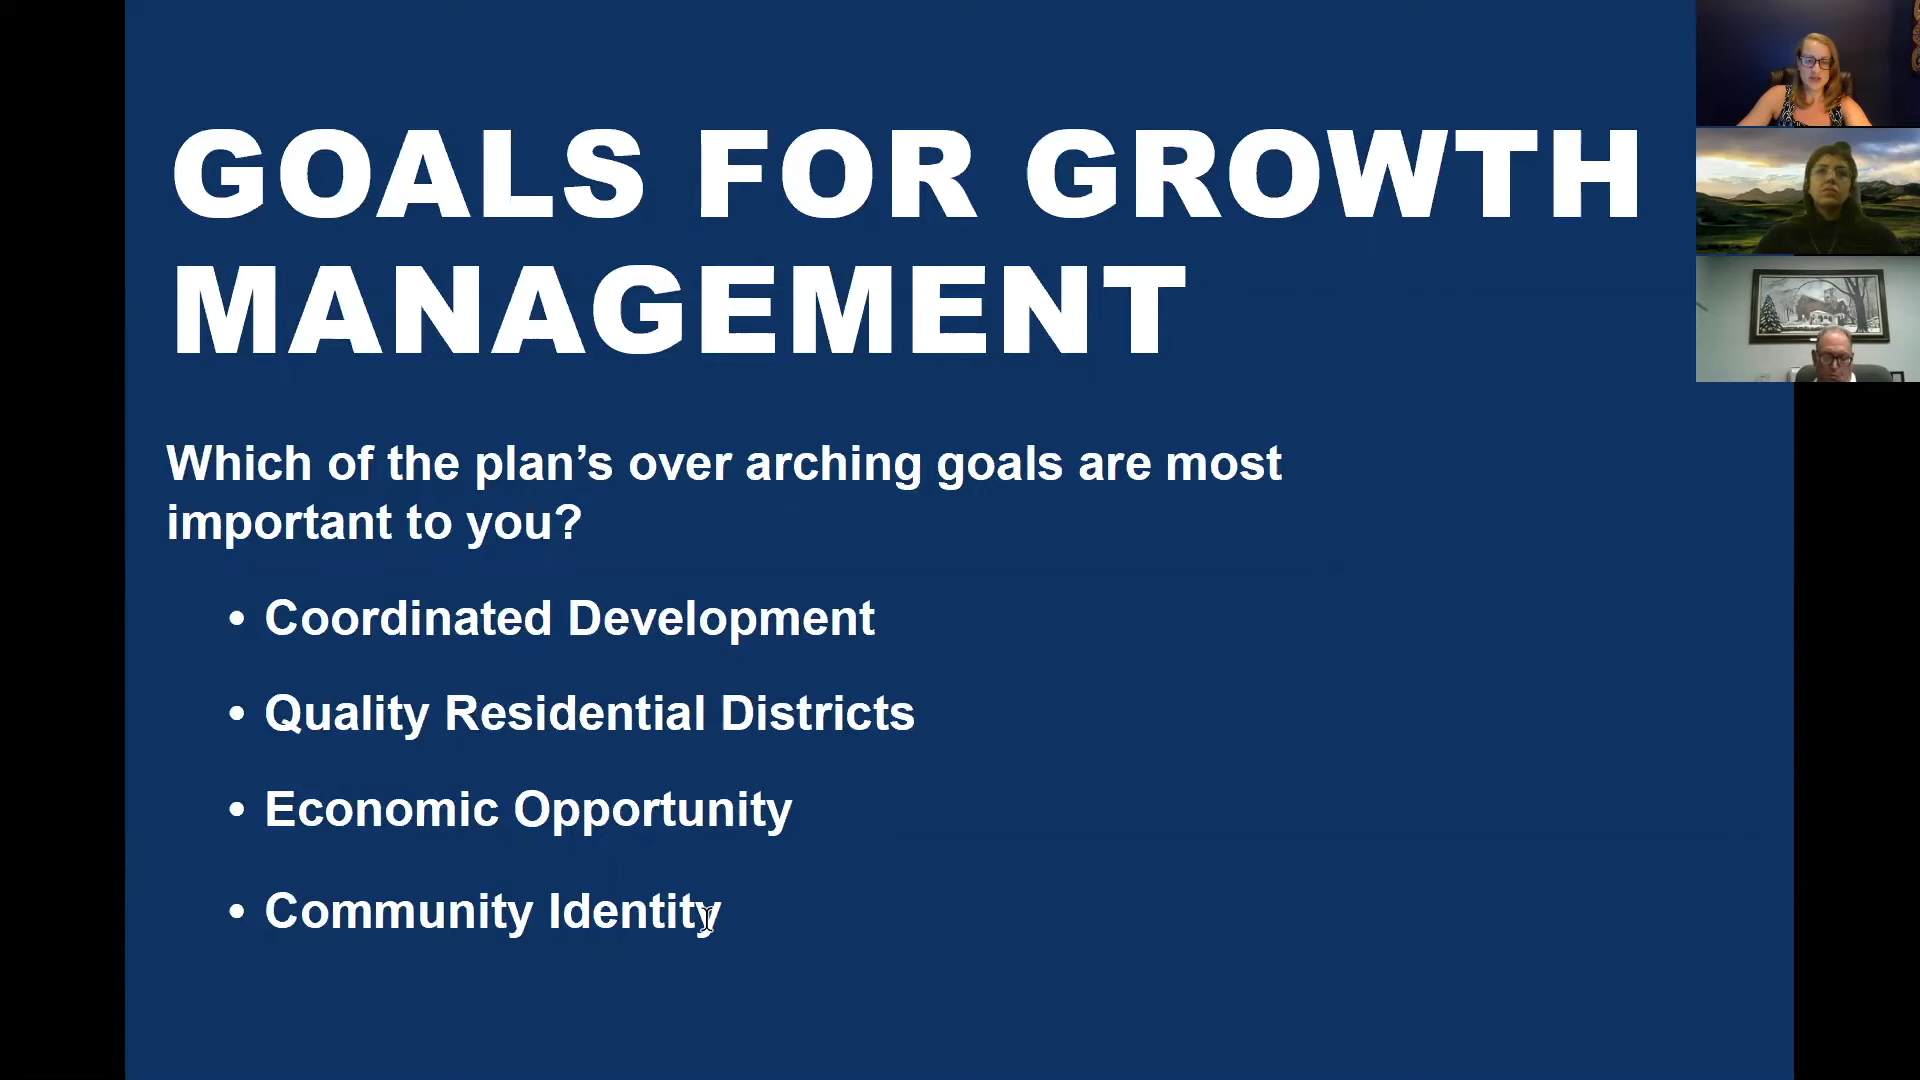 GOALS FOR GROWTH
MANAGEMENT
Which of the plan’s over arching goals are most
important to you?
• Coordinated Development
• Quality Residential Districts
• Economic Opportunity
• Community Identity